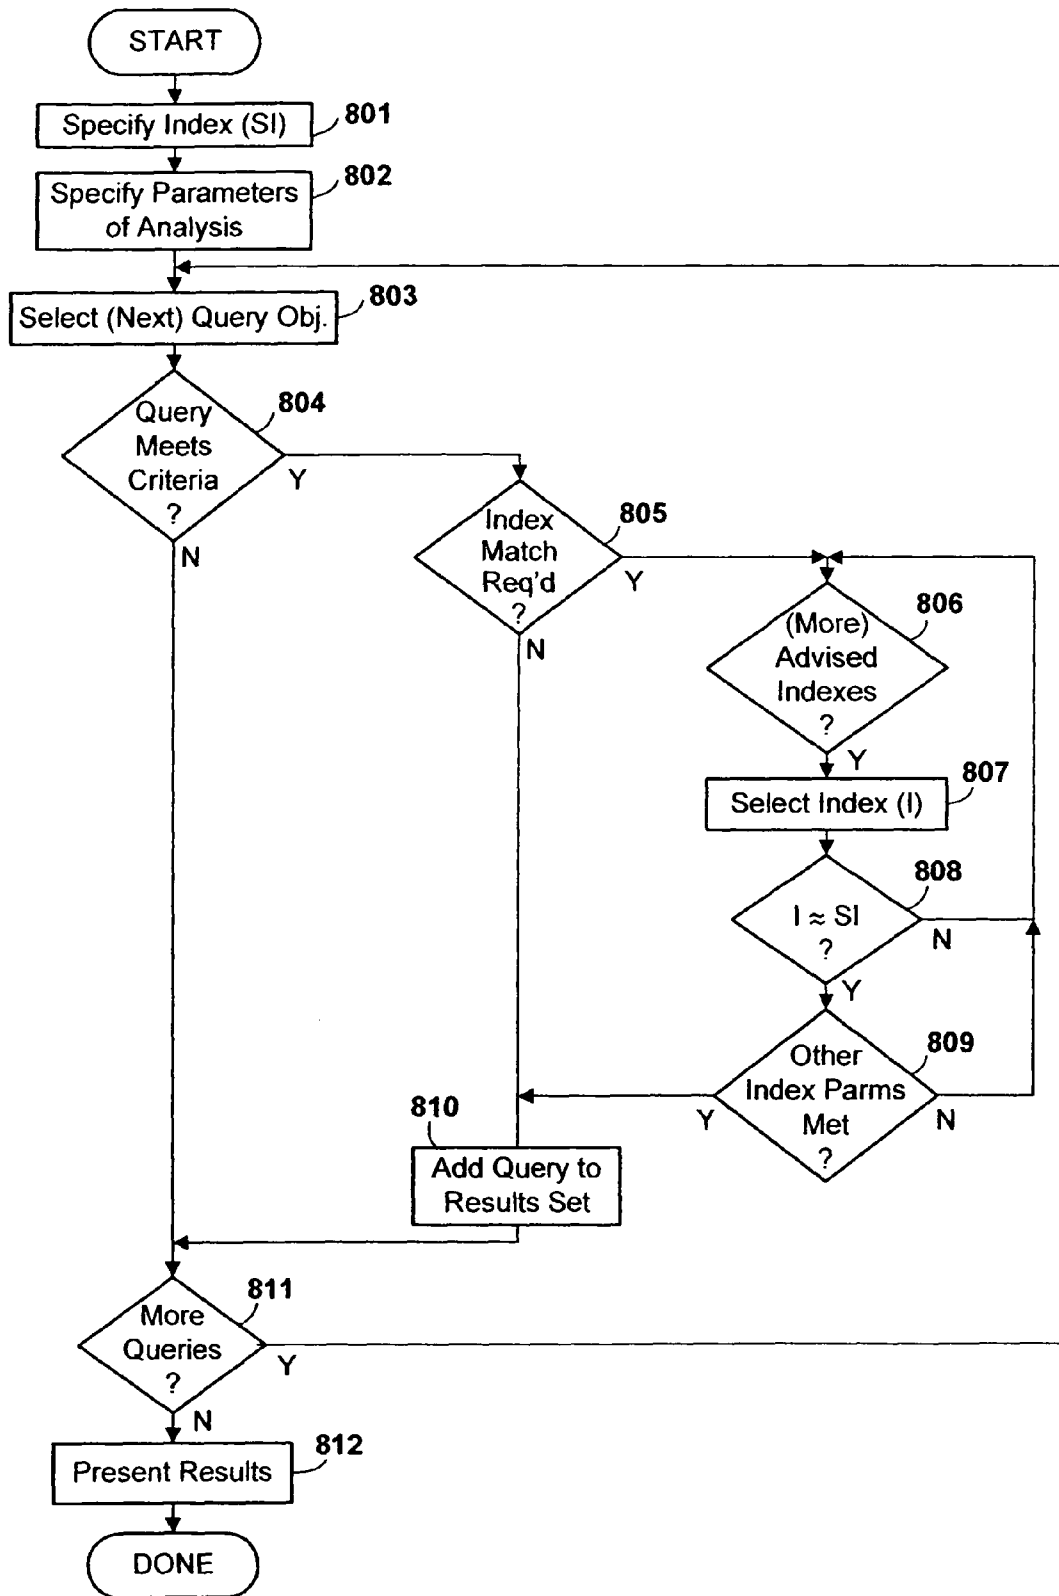 START
801
Specify Index (SI)
802
Specify Parameters
of Analysis
803
Select (Next) Query Obj.
804
Query
Meets
Criteria
?
Y
N
805
Index
Match
Req'd
?
Y
N
806
(More)
Advised
Indexes
?
Y
807
Select Index (I)
808
I ≈ SI
?
N
Y
809
Other
Index Parms
Met
?
Y
N
810
Add Query to
Results Set
811
More
Queries
?
Y
N
812
Present Results
DONE